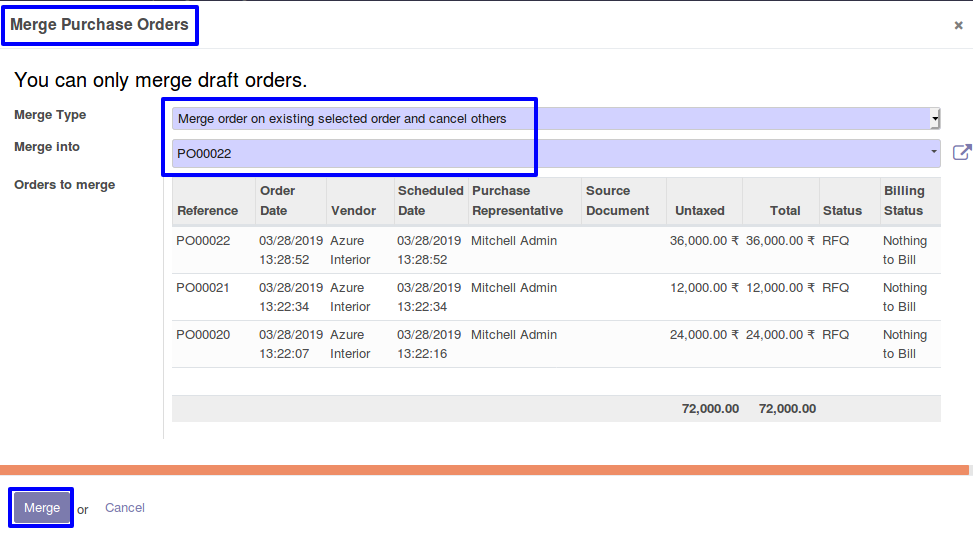 Merge Purchase Orders ×
You can only merge draft orders.
Merge Type Merge order on existing selected order and cancel others
Merge into PO00022
Orders to merge
Reference Order Date Vendor Scheduled Date Purchase Representative Source Document Untaxed Total Status Billing Status
PO00022 03/28/2019 13:28:52 Azure Interior 03/28/2019 13:28:52 Mitchell Admin 36,000.00 ₹ 36,000.00 ₹ RFQ Nothing to Bill
PO00021 03/28/2019 13:22:34 Azure Interior 03/28/2019 13:22:34 Mitchell Admin 12,000.00 ₹ 12,000.00 ₹ RFQ Nothing to Bill
PO00020 03/28/2019 13:22:07 Azure Interior 03/28/2019 13:22:16 Mitchell Admin 24,000.00 ₹ 24,000.00 ₹ RFQ Nothing to Bill
72,000.00 72,000.00
Merge or Cancel